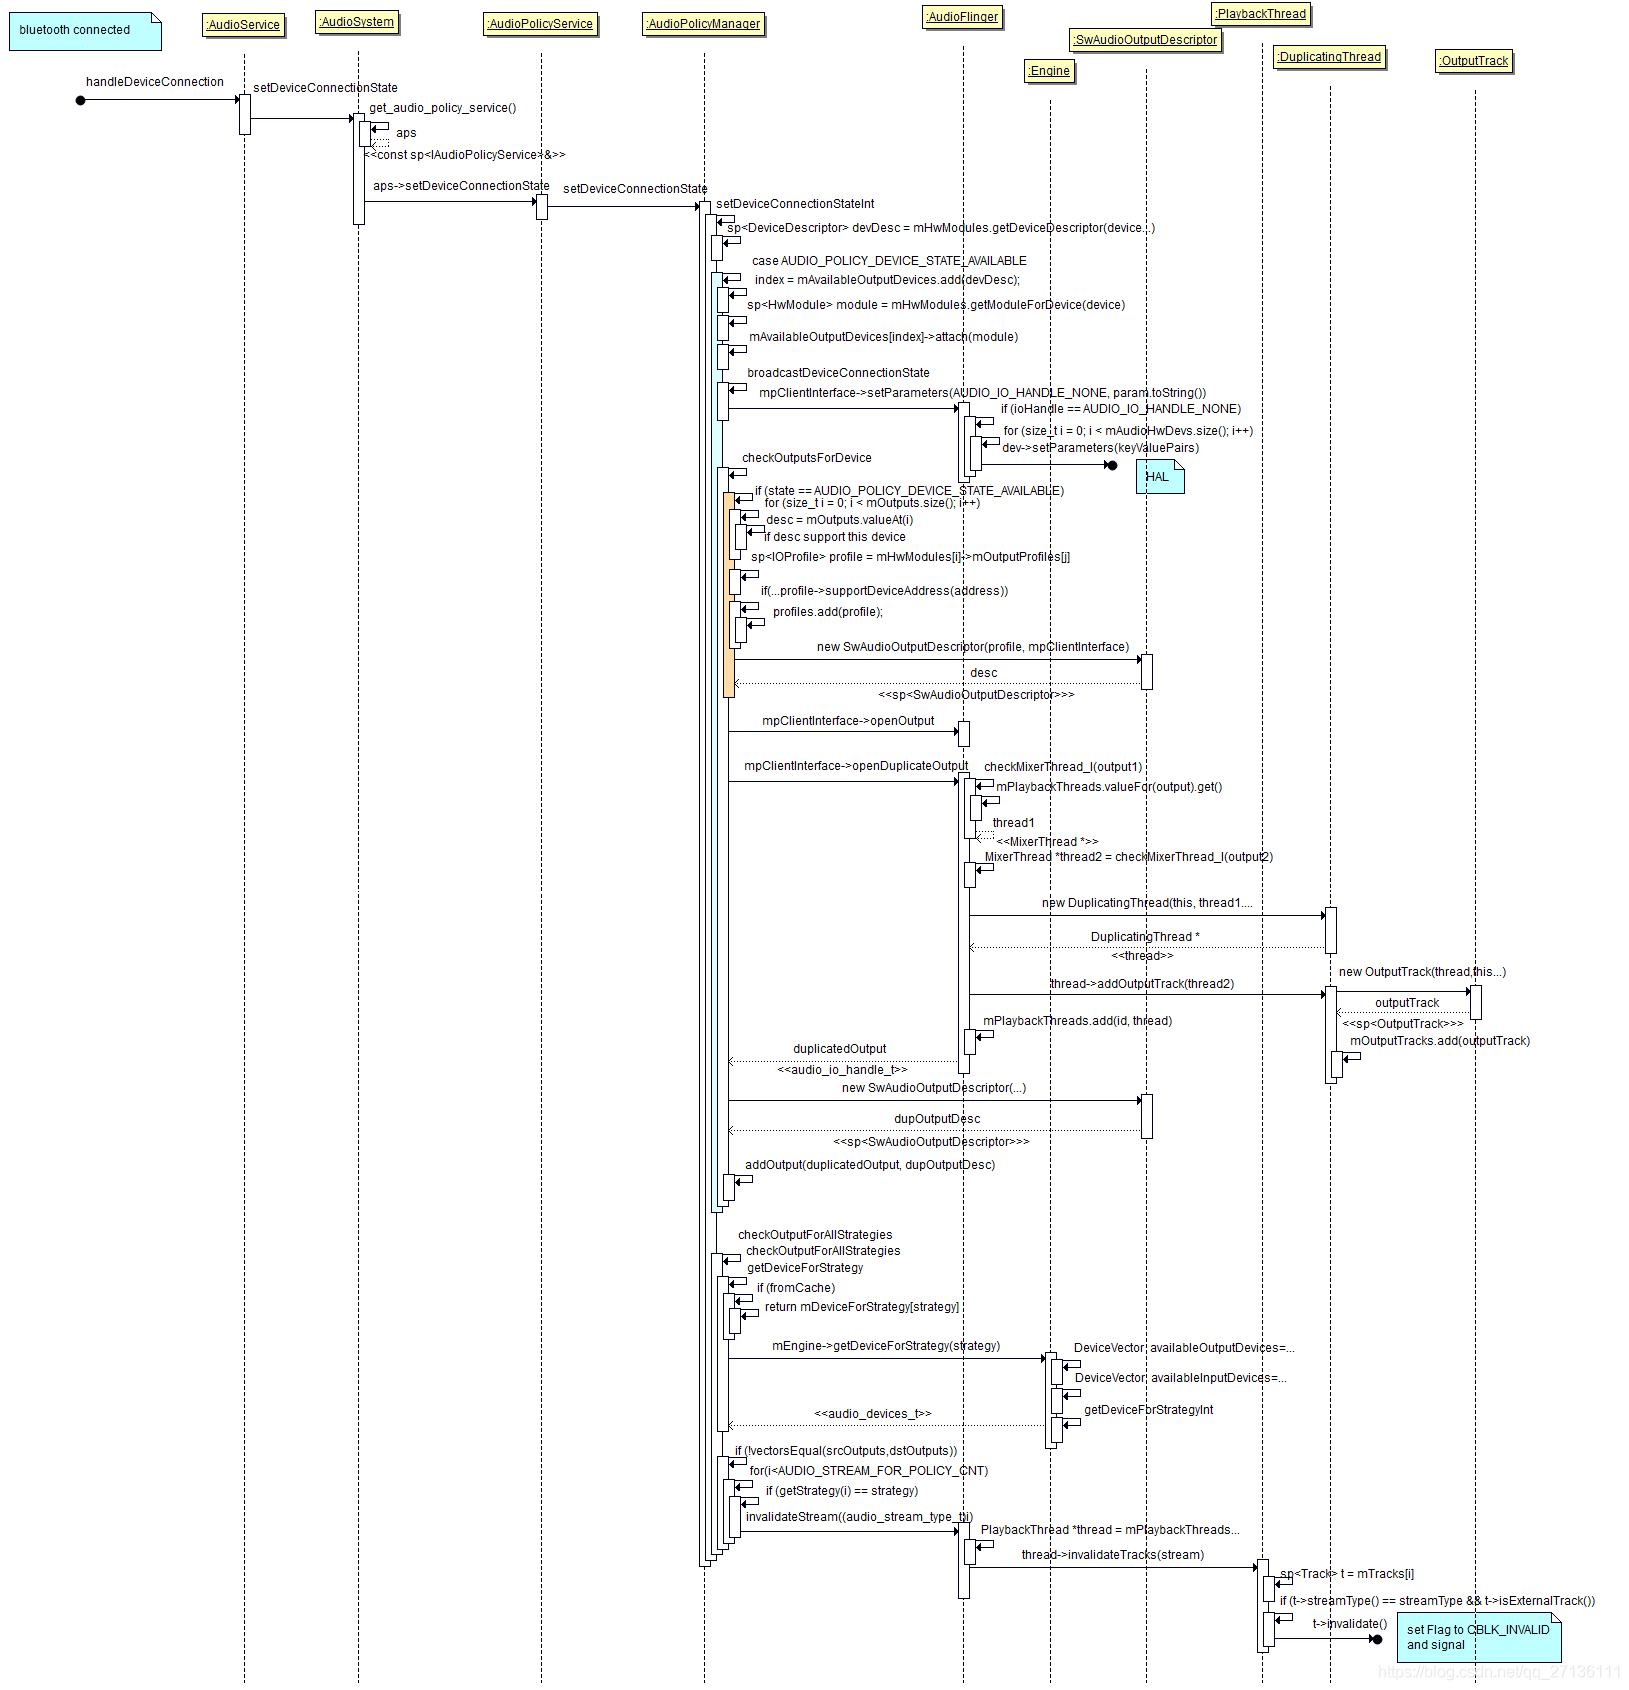 bluetooth connected
:AudioService
:AudioSystem
:AudioPolicyService
:AudioPolicyManager
:AudioFlinger
:Engine
:SwAudioOutputDescriptor
:PlaybackThread
:DuplicatingThread
:OutputTrack
handleDeviceConnection
setDeviceConnectionState
get_audio_policy_service()
aps
<<const sp<IAudioPolicyService>&>>
aps->setDeviceConnectionState
setDeviceConnectionState
setDeviceConnectionStateInt
sp<DeviceDescriptor> devDesc = mHwModules.getDeviceDescriptor(device...)
case AUDIO_POLICY_DEVICE_STATE_AVAILABLE
index = mAvailableOutputDevices.add(devDesc);
sp<HwModule> module = mHwModules.getModuleForDevice(device)
mAvailableOutputDevices[index]->attach(module)
broadcastDeviceConnectionState
mpClientInterface->setParameters(AUDIO_IO_HANDLE_NONE, param.toString())
if (ioHandle == AUDIO_IO_HANDLE_NONE)
for (size_t i = 0; i < mAudioHwDevs.size(); i++)
dev->setParameters(keyValuePairs)
HAL
checkOutputsForDevice
if (state == AUDIO_POLICY_DEVICE_STATE_AVAILABLE)
for (size_t i = 0; i < mOutputs.size(); i++)
desc = mOutputs.valueAt(i)
if desc support this device
sp<IOProfile> profile = mHwModules[i]->mOutputProfiles[j]
if(...profile->supportDeviceAddress(address))
profiles.add(profile);
new SwAudioOutputDescriptor(profile, mpClientInterface)
desc
<<sp<SwAudioOutputDescriptor>>>
mpClientInterface->openOutput
mpClientInterface->openDuplicateOutput
checkMixerThread_l(output1)
mPlaybackThreads.valueFor(output).get()
thread1
<<MixerThread *>>
MixerThread *thread2 = checkMixerThread_l(output2)
new DuplicatingThread(this, thread1....
DuplicatingThread *
<<thread>>
thread->addOutputTrack(thread2)
new OutputTrack(thread,this...)
outputTrack
<<sp<OutputTrack>>>
mOutputTracks.add(outputTrack)
mPlaybackThreads.add(id, thread)
duplicatedOutput
<<audio_io_handle_t>>
new SwAudioOutputDescriptor(...)
dupOutputDesc
<<sp<SwAudioOutputDescriptor>>>
addOutput(duplicatedOutput, dupOutputDesc)
checkOutputForAllStrategies
checkOutputForAllStrategies
getDeviceForStrategy
if (fromCache)
return mDeviceForStrategy[strategy]
mEngine->getDeviceForStrategy(strategy)
DeviceVector availableOutputDevices=...
DeviceVector availableInputDevices=...
getDeviceForStrategyInt
<<audio_devices_t>>
if (!vectorsEqual(srcOutputs,dstOutputs))
for(i<AUDIO_STREAM_FOR_POLICY_CNT)
if (getStrategy(i) == strategy)
invalidateStream((audio_stream_type_t)i)
PlaybackThread *thread = mPlaybackThreads...
thread->invalidateTracks(stream)
sp<Track> t = mTracks[i]
if (t->streamType() == streamType && t->isExternalTrack())
t->invalidate()
set Flag to CBLK_INVALID
and signal
https://blog.csdn.net/qq_27136111